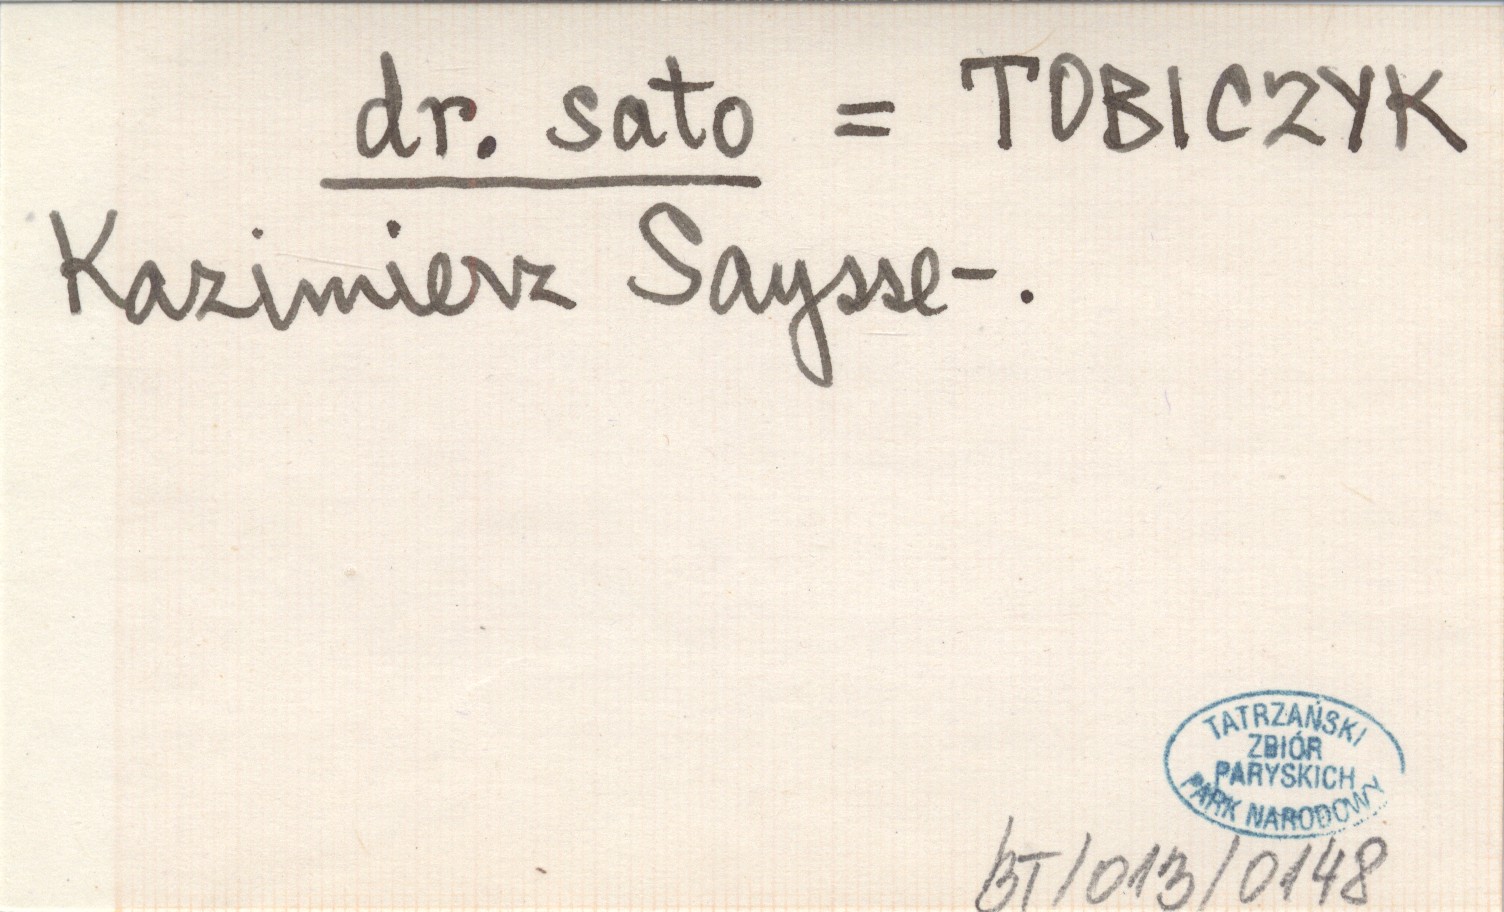 dr. sato = TOBICZYK
Kazimierz Saysse-.
TATRZAŃSKI
ZBIÓR
PARYSKICH
PARK NARODOWY
BT/013/0148